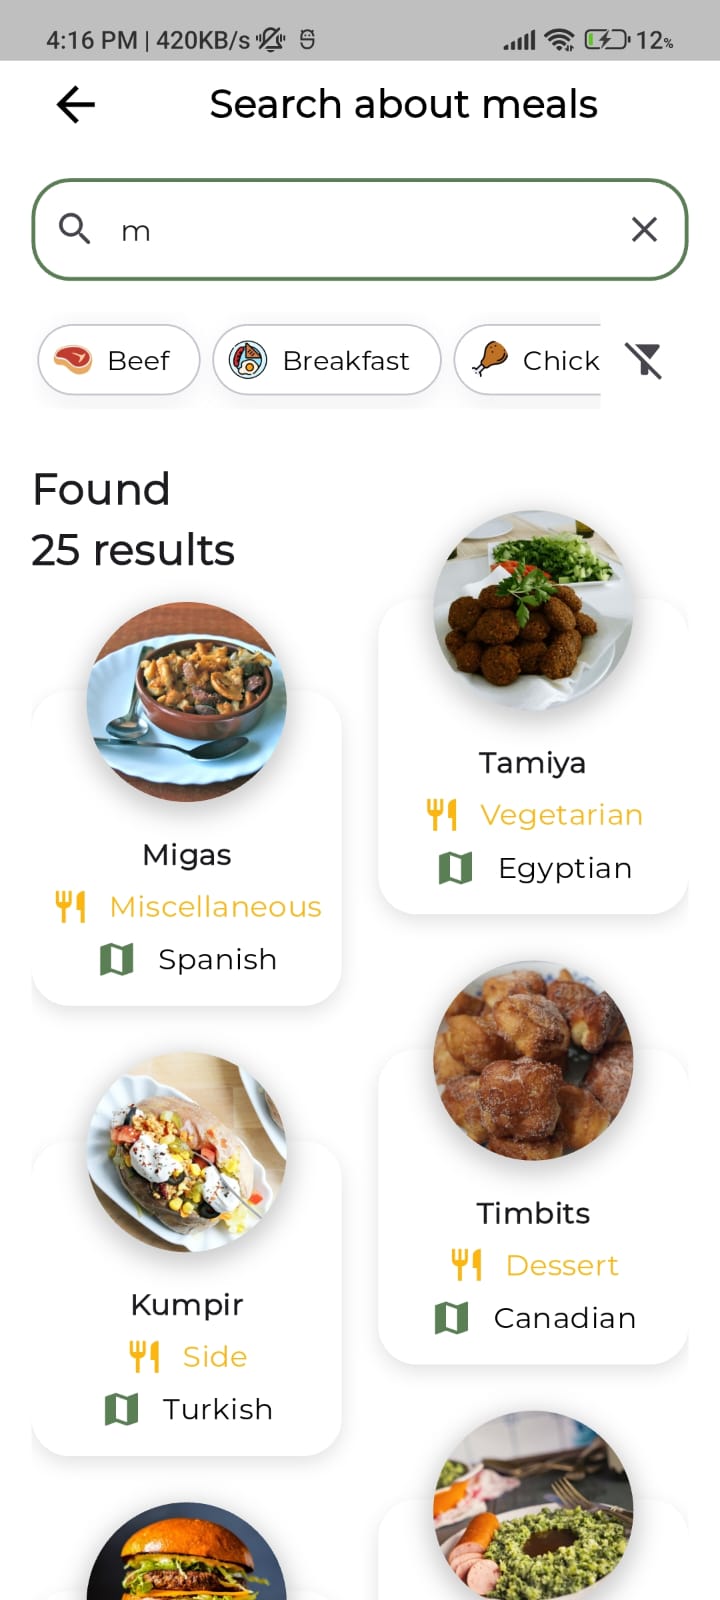 4:16 PM | 420KB/s
12%
Search about meals
m
Beef
Breakfast
Chick
Found
25 results
Migas
Miscellaneous
Spanish
Tamiya
Vegetarian
Egyptian
Kumpir
Side
Turkish
Timbits
Dessert
Canadian